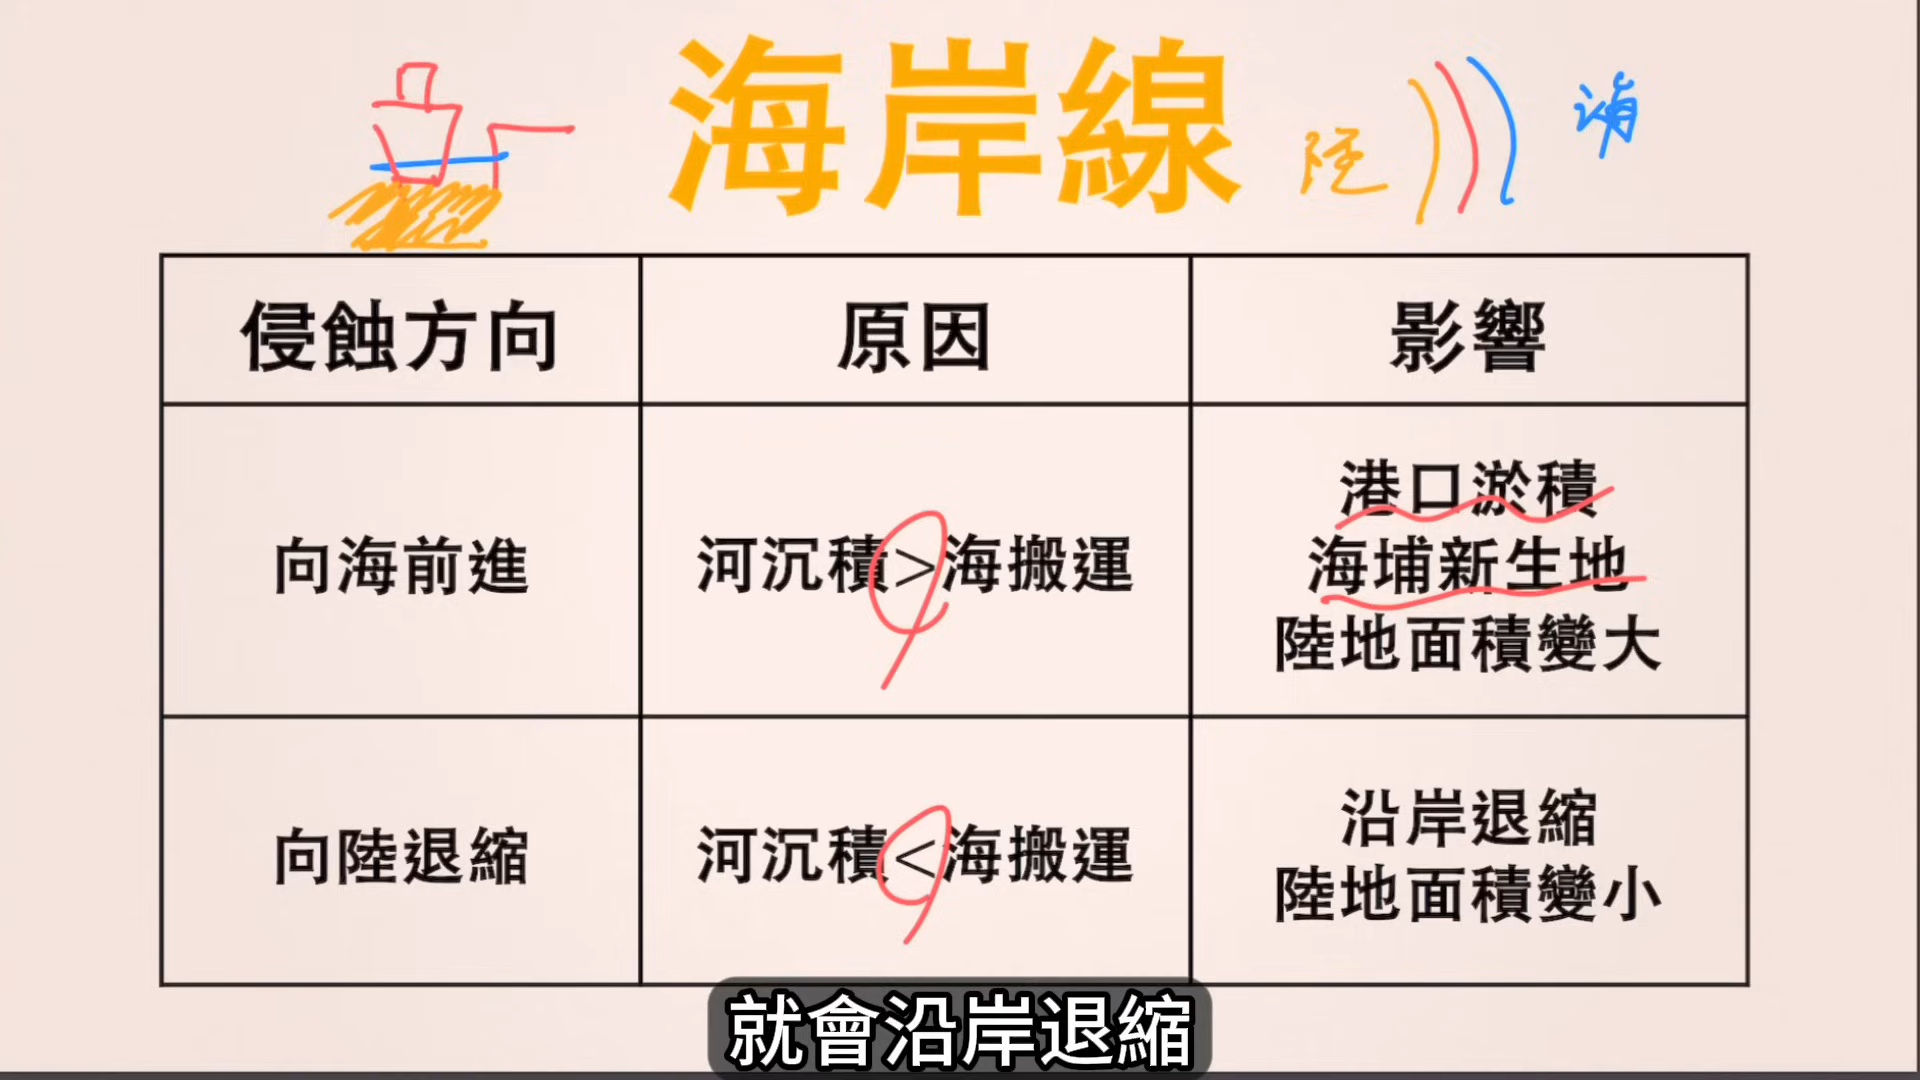 海岸線
陸
海
侵蝕方向 原因 影響
向海前進 河沉積>海搬運 港口淤積
海埔新生地
陸地面積變大
向陸退縮 河沉積<海搬運 沿岸退縮
陸地面積變小
就會沿岸退縮